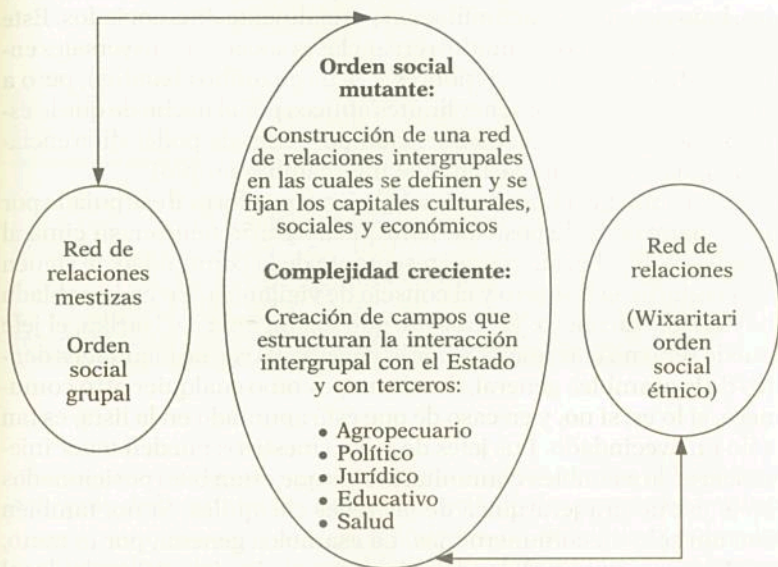 Orden social
mutante:
Construcción de una red
de relaciones intergrupales
en las cuales se definen y se
fijan los capitales culturales,
sociales y económicos
Complejidad creciente:
Creación de campos que
estructuran la interacción
intergrupal con el Estado
y con terceros:
• Agropecuario
• Político
• Jurídico
• Educativo
• Salud
Red de
relaciones
mestizas
Orden
social
grupal
Red de
relaciones
(Wixaritari
orden
social
étnico)